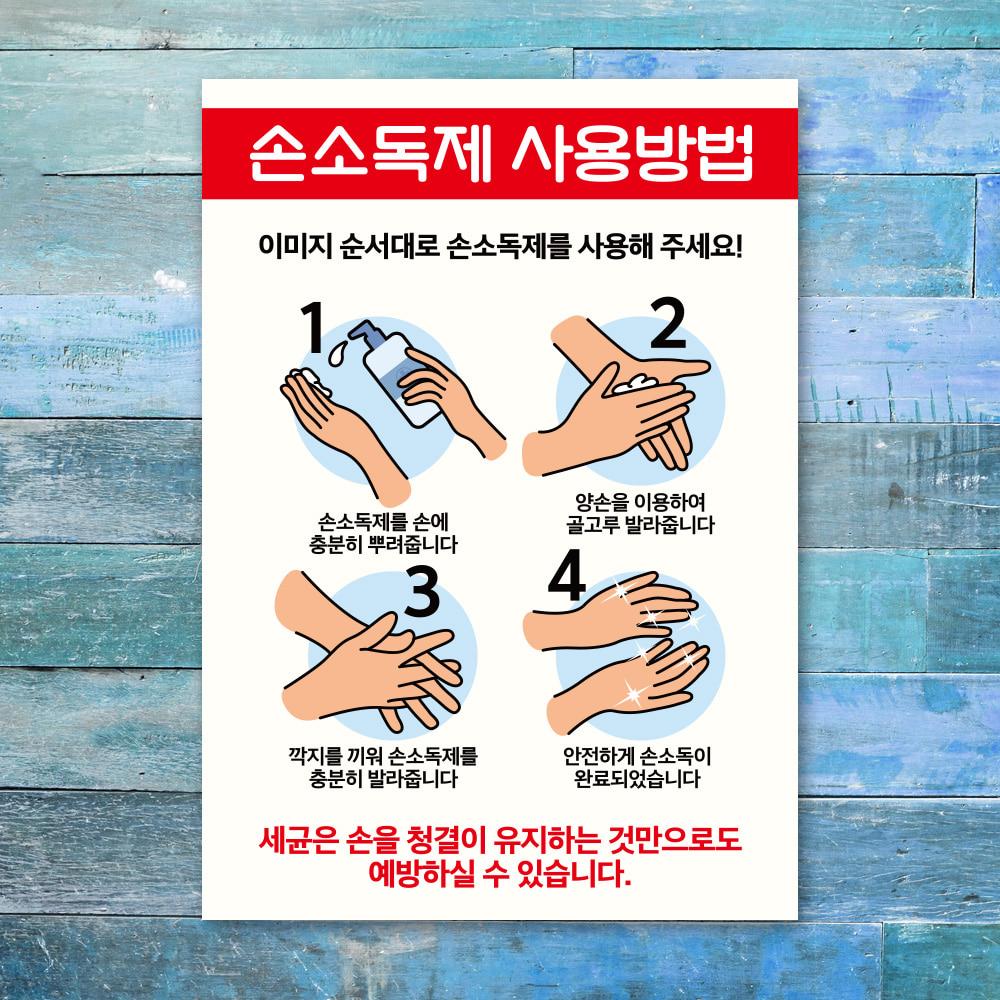 손소독제 사용방법
이미지 순서대로 손소독제를 사용해 주세요!
1
손소독제를 손에
충분히 뿌려줍니다
2
양손을 이용하여
골고루 발라줍니다
3
깍지를 끼워 손소독제를
충분히 발라줍니다
4
안전하게 손소독이
완료되었습니다
세균은 손을 청결이 유지하는 것만으로도
예방하실 수 있습니다.